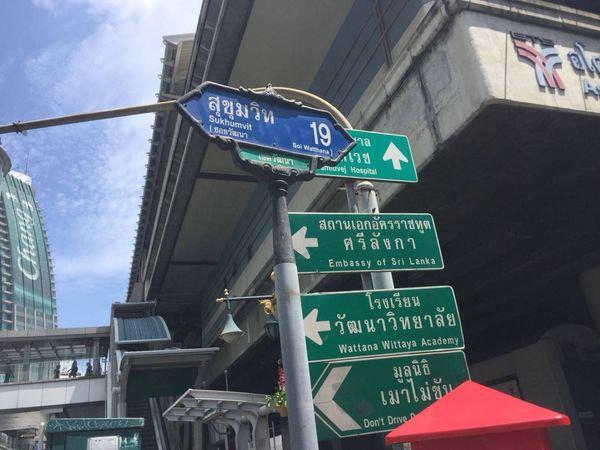 สุขุมวิท 19
Sukhumvit
(ซอยวัฒนา) Soi Watthana
BTS
Hospital
สถานเอกอัครราชทูต
ศรีลังกา
Embassy of Sri Lanka
โรงเรียน
วัฒนาวิทยาลัย
Wattana Wittaya Academy
มูลนิธิ
เมาไม่ขับ
Don't Drive